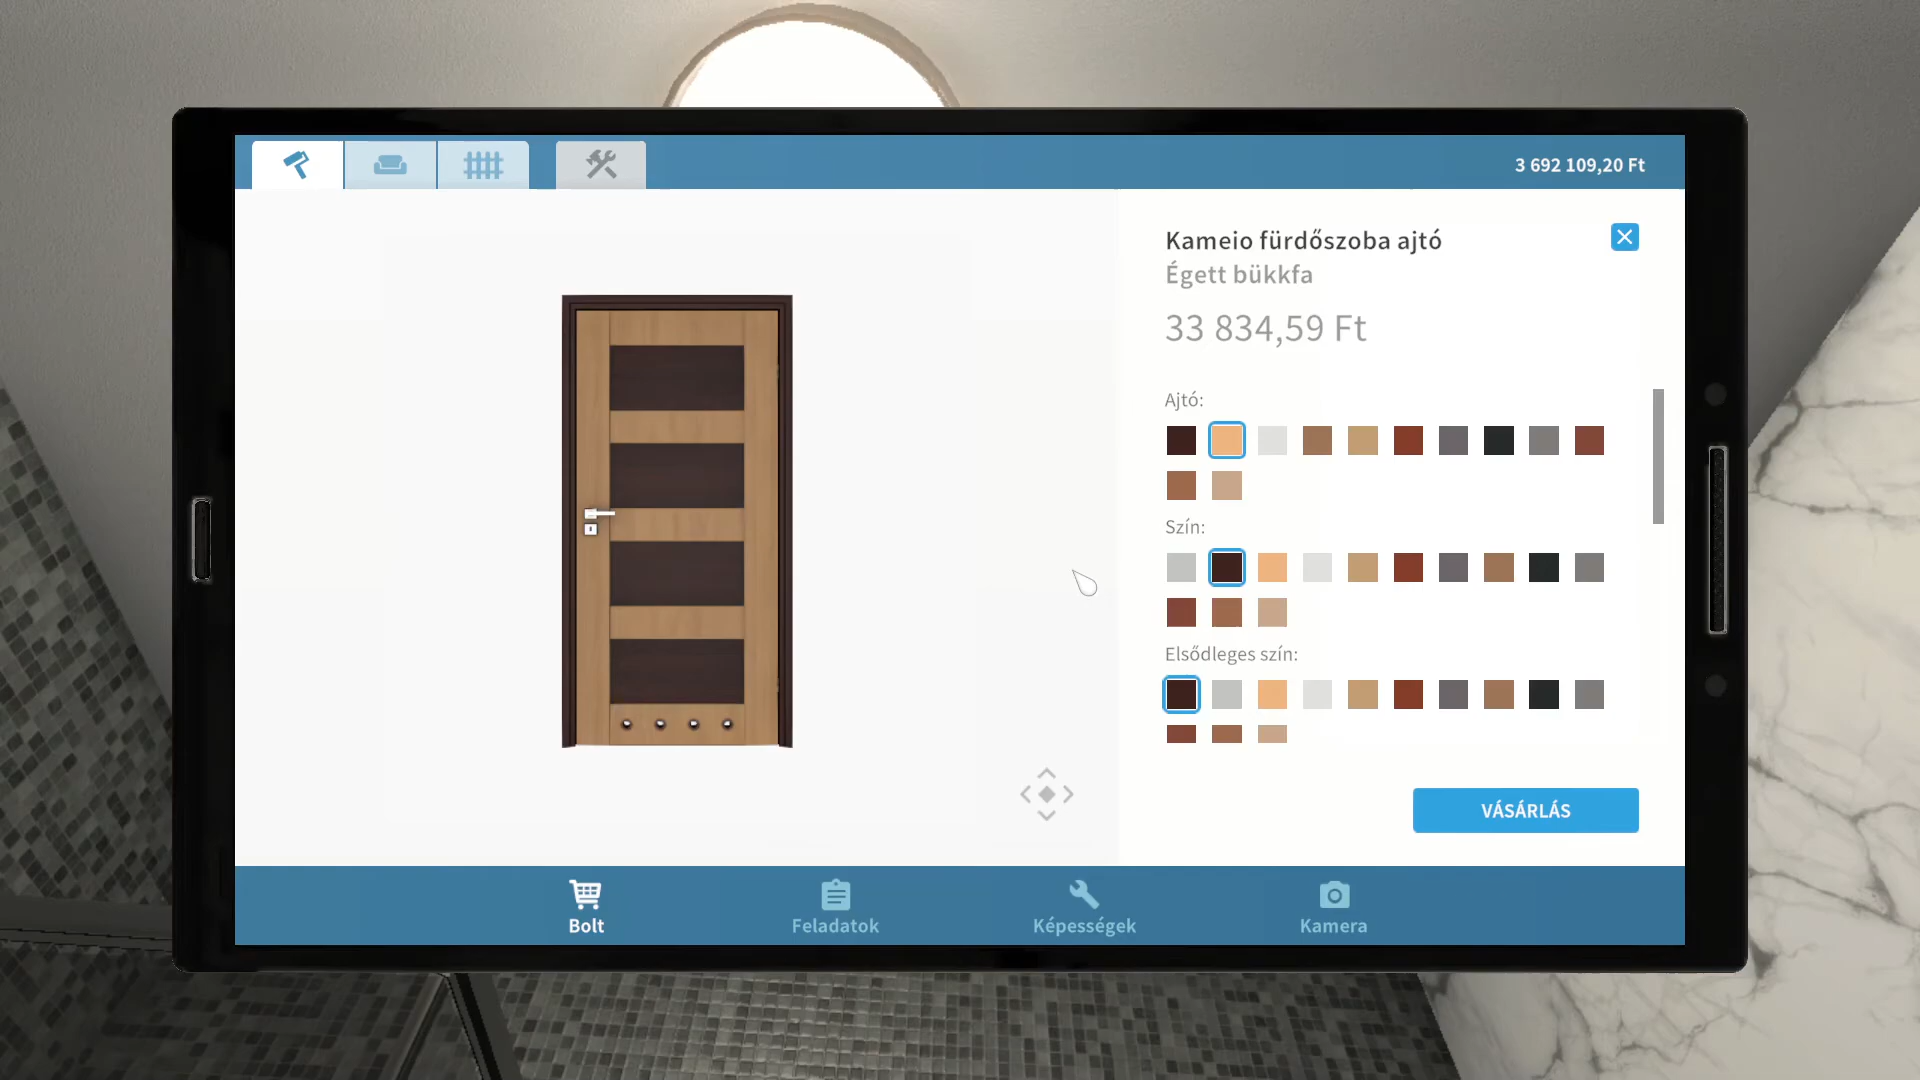 3 692 109,20 Ft
Kameio fürdőszoba ajtó
Égett bükkfa
33 834,59 Ft
Ajtó:
Szín:
Elsődleges szín:
VÁSÁRLÁS
Bolt
Feladatok
Képességek
Kamera